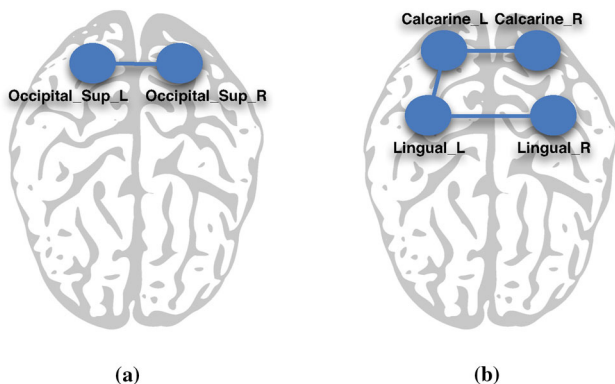 Calcarine_L Calcarine_R
Occipital_Sup_L Occipital_Sup_R
Lingual_L Lingual_R
(a) (b)